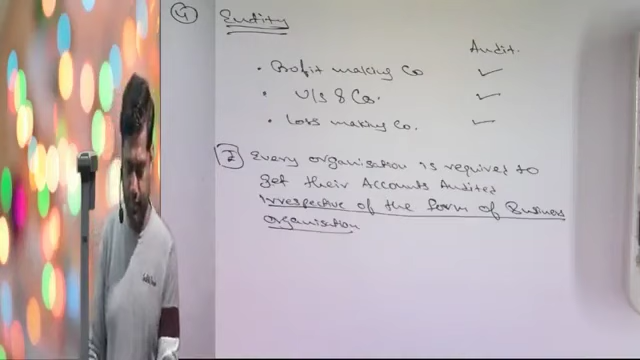 4 Entity
Audit.
• Profit making Co ✓
• U/s 8 Co. ✓
• Loss making Co. ✓
I Every organisation is required to
get their Accounts Audited
Irrespective of the form of Business
organisation